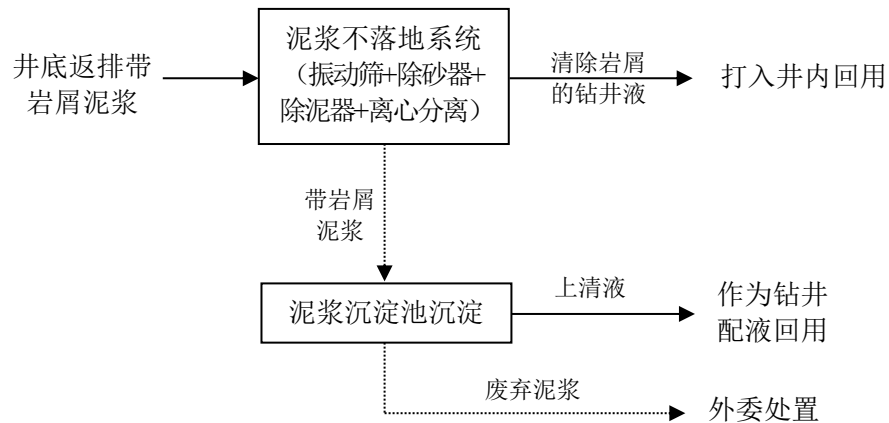 井底返排带
岩屑泥浆
泥浆不落地系统
（振动筛+除砂器+
除泥器+离心分离）
清除岩屑
的钻井液
打入井内回用
带岩屑
泥浆
泥浆沉淀池沉淀
上清液
作为钻井
配液回用
废弃泥浆
外委处置